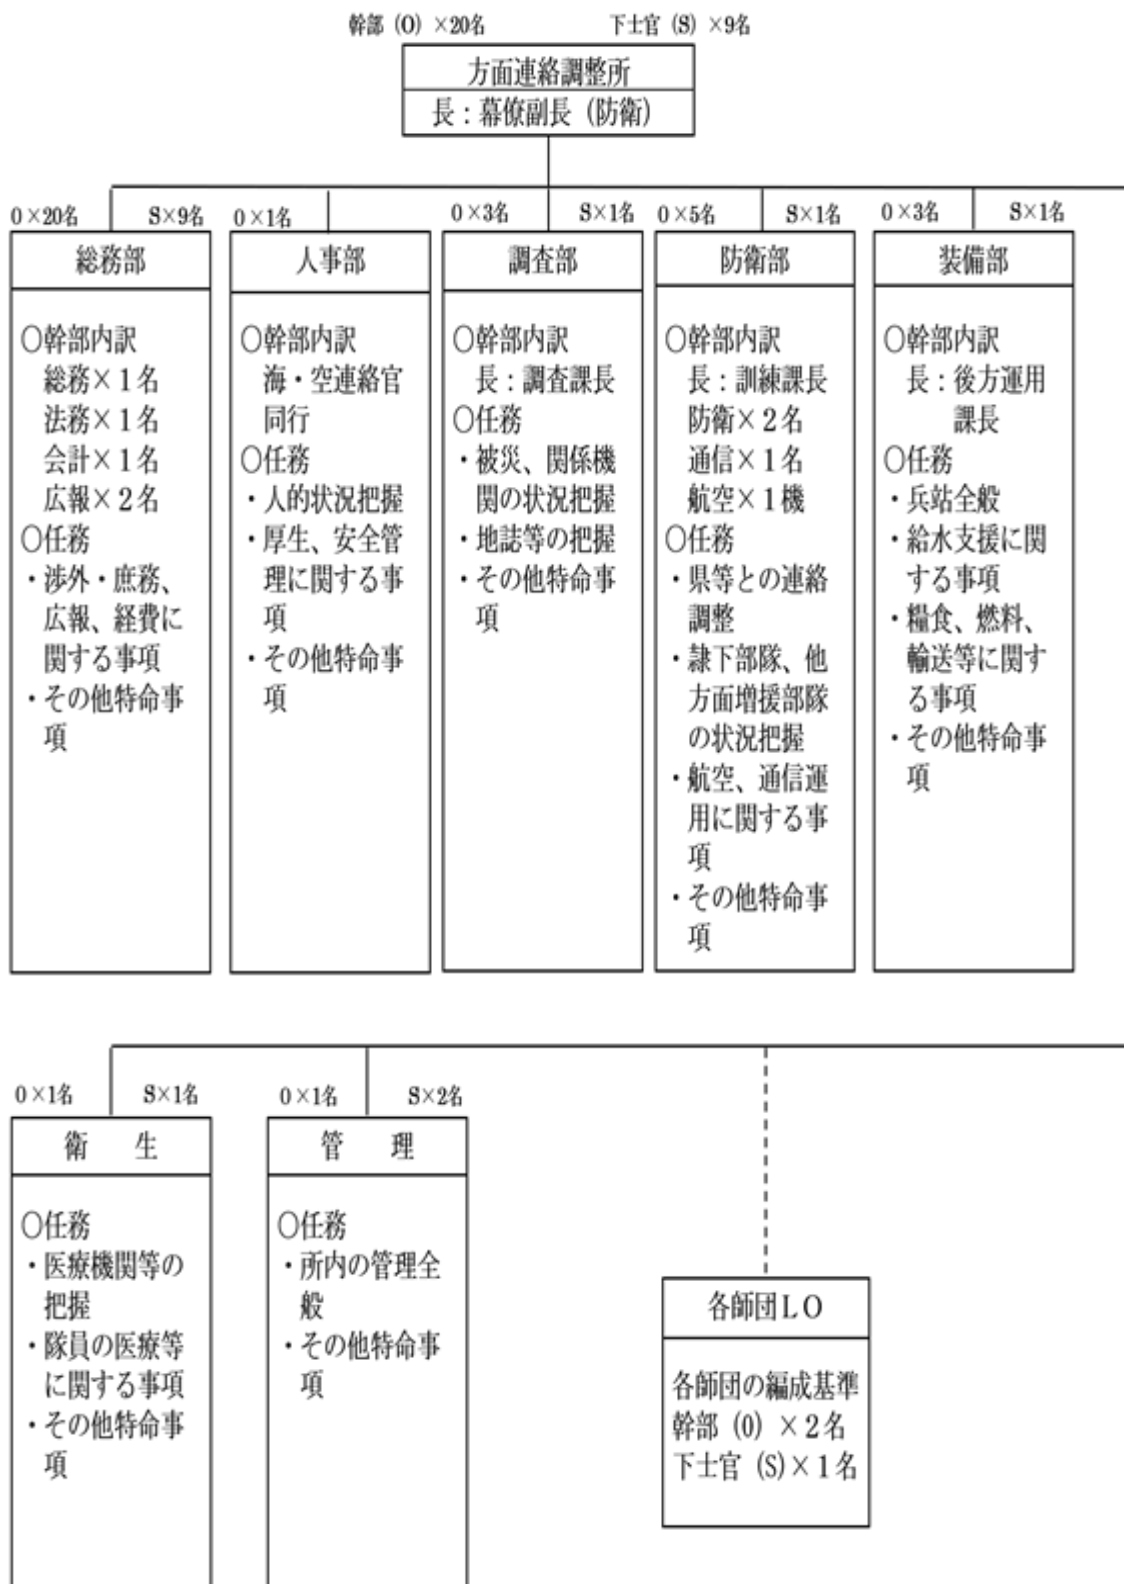 幹部 (O) ×20名
下士官 (S) ×9名
方面連絡調整所
長：幕僚副長 (防衛)
O×20名
S×9名
総務部
〇幹部内訳
総務×1名
法務×1名
会計×1名
広報×2名
〇任務
・渉外・庶務、
広報、経費に
関する事項
・その他特命事
項
O×1名
人事部
〇幹部内訳
海・空連絡官
同行
〇任務
・人的状況把握
・厚生、安全管
理に関する事
項
・その他特命事
項
O×3名
S×1名
調査部
〇幹部内訳
長：調査課長
〇任務
・被災、関係機
関の状況把握
・地誌等の把握
・その他特命事
項
O×5名
S×1名
防衛部
〇幹部内訳
長：訓練課長
防衛×2名
通信×1名
航空×1機
〇任務
・県等との連絡
調整
・隷下部隊、他
方面増援部隊
の状況把握
・航空、通信運
用に関する事
項
・その他特命事
項
O×3名
S×1名
装備部
〇幹部内訳
長：後方運用
課長
〇任務
・兵站全般
・給水支援に関
する事項
・糧食、燃料、
輸送等に関す
る事項
・その他特命事
項
O×1名
S×1名
衛　生
〇任務
・医療機関等の
把握
・隊員の医療等
に関する事項
・その他特命事
項
O×1名
S×2名
管　理
〇任務
・所内の管理全
般
・その他特命事
項
各師団LO
各師団の編成基準
幹部 (O) ×2名
下士官 (S)×1名